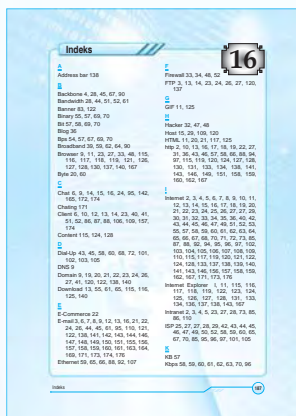 Indeks
16
A
Address bar 138
B
Backbone 4, 28, 45, 67, 90
Bandwidth 28, 44, 51, 52, 61
Banner 83, 122
Binary 55, 57, 69, 70
Bit 57, 58, 69, 70
Blog 36
Bps 54, 57, 67, 69, 70
Broadband 39, 59, 62, 64, 90
Browser 9, 11, 23, 27, 33, 48, 115,
116, 117, 118, 119, 121, 126,
127, 128, 130, 137, 140, 167
Byte 20, 60
C
Chat 6, 9, 14, 15, 16, 24, 95, 142,
165, 172, 174
Chating 171
Client 6, 10, 12, 13, 14, 23, 40, 41,
51, 52, 86, 87, 88, 106, 109, 157,
174
Content 115, 124, 128
D
Dial-Up 43, 45, 58, 60, 68, 72, 101,
102, 103, 105
DNS 9
Domain 9, 19, 20, 21, 22, 23, 24, 26,
27, 41, 120, 122, 138, 140
Download 13, 55, 61, 65, 115, 116,
125, 140
E
E-Commerce 22
E-mail 3, 6, 7, 8, 9, 12, 13, 16, 21, 22,
24, 26, 44, 45, 61, 95, 110, 121,
122, 138, 141, 142, 143, 144, 146,
147, 148, 149, 150, 151, 155, 156,
157, 158, 159, 160, 161, 163, 164,
169, 171, 173, 174, 176
Ethernet 59, 65, 66, 88, 92, 107
F
Firewall 33, 34, 48, 52
FTP 3, 13, 14, 23, 24, 26, 27, 120,
137
G
GIF 11, 125
H
Hacker 32, 47, 48
Host 15, 29, 109, 120
HTML 11, 20, 21, 117, 125
http 2, 10, 13, 16, 17, 18, 19, 22, 27,
31, 36, 43, 46, 57, 58, 66, 88, 94,
97, 115, 119, 120, 124, 127, 128,
130, 131, 133, 134, 138, 141,
143, 146, 149, 151, 158, 159,
160, 162, 167
I
Internet 2, 3, 4, 5, 6, 7, 8, 9, 10, 11,
12, 13, 14, 15, 16, 17, 18, 19, 20,
21, 22, 23, 24, 25, 26, 27, 27, 29,
30, 31, 32, 33, 34, 35, 36, 40, 42,
43, 44, 45, 46, 47, 48, 51, 52, 53,
55, 57, 58, 59, 60, 61, 62, 63, 64,
65, 66, 67, 68, 70, 71, 72, 73, 85,
87, 88, 92, 94, 95, 96, 97, 102,
103, 104, 105, 106, 107, 108, 109,
110, 115, 117, 119, 120, 121, 122,
124, 128, 133, 137, 138, 139, 140,
141, 143, 146, 156, 157, 158, 159,
162, 167, 171, 173, 176
Internet Explorer i, 11, 115, 116,
117, 118, 119, 122, 123, 124,
125, 126, 127, 128, 131, 133,
134, 136, 137, 138, 143, 167
Intranet 2, 3, 4, 5, 23, 27, 28, 73, 85,
86, 110
ISP 25, 27, 27, 28, 29, 42, 43, 44, 45,
46, 47, 49, 50, 52, 58, 59, 60, 65,
67, 70, 85, 95, 96, 97, 101, 105
K
KB 57
Kbps 58, 59, 60, 61, 62, 63, 70, 96
Indeks
187